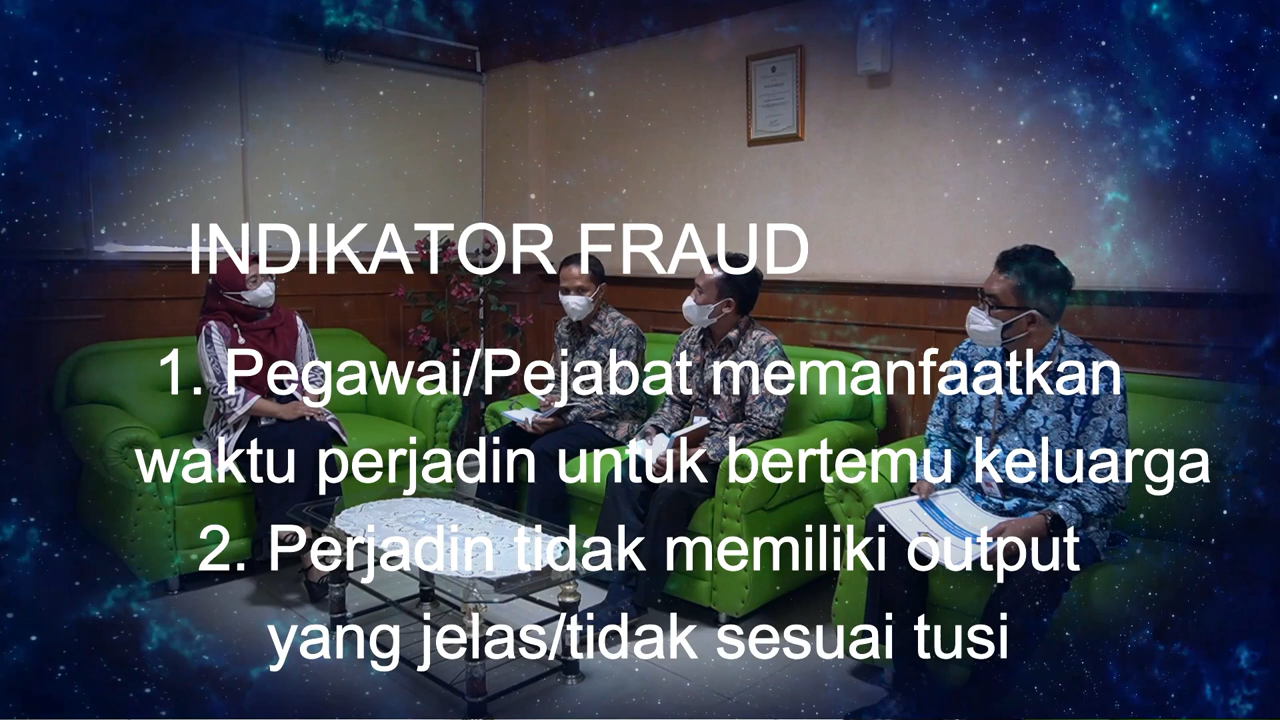 INDIKATOR FRAUD
1. Pegawai/Pejabat memanfaatkan
waktu perjadin untuk bertemu keluarga
2. Perjadin tidak memiliki output
yang jelas/tidak sesuai tusi